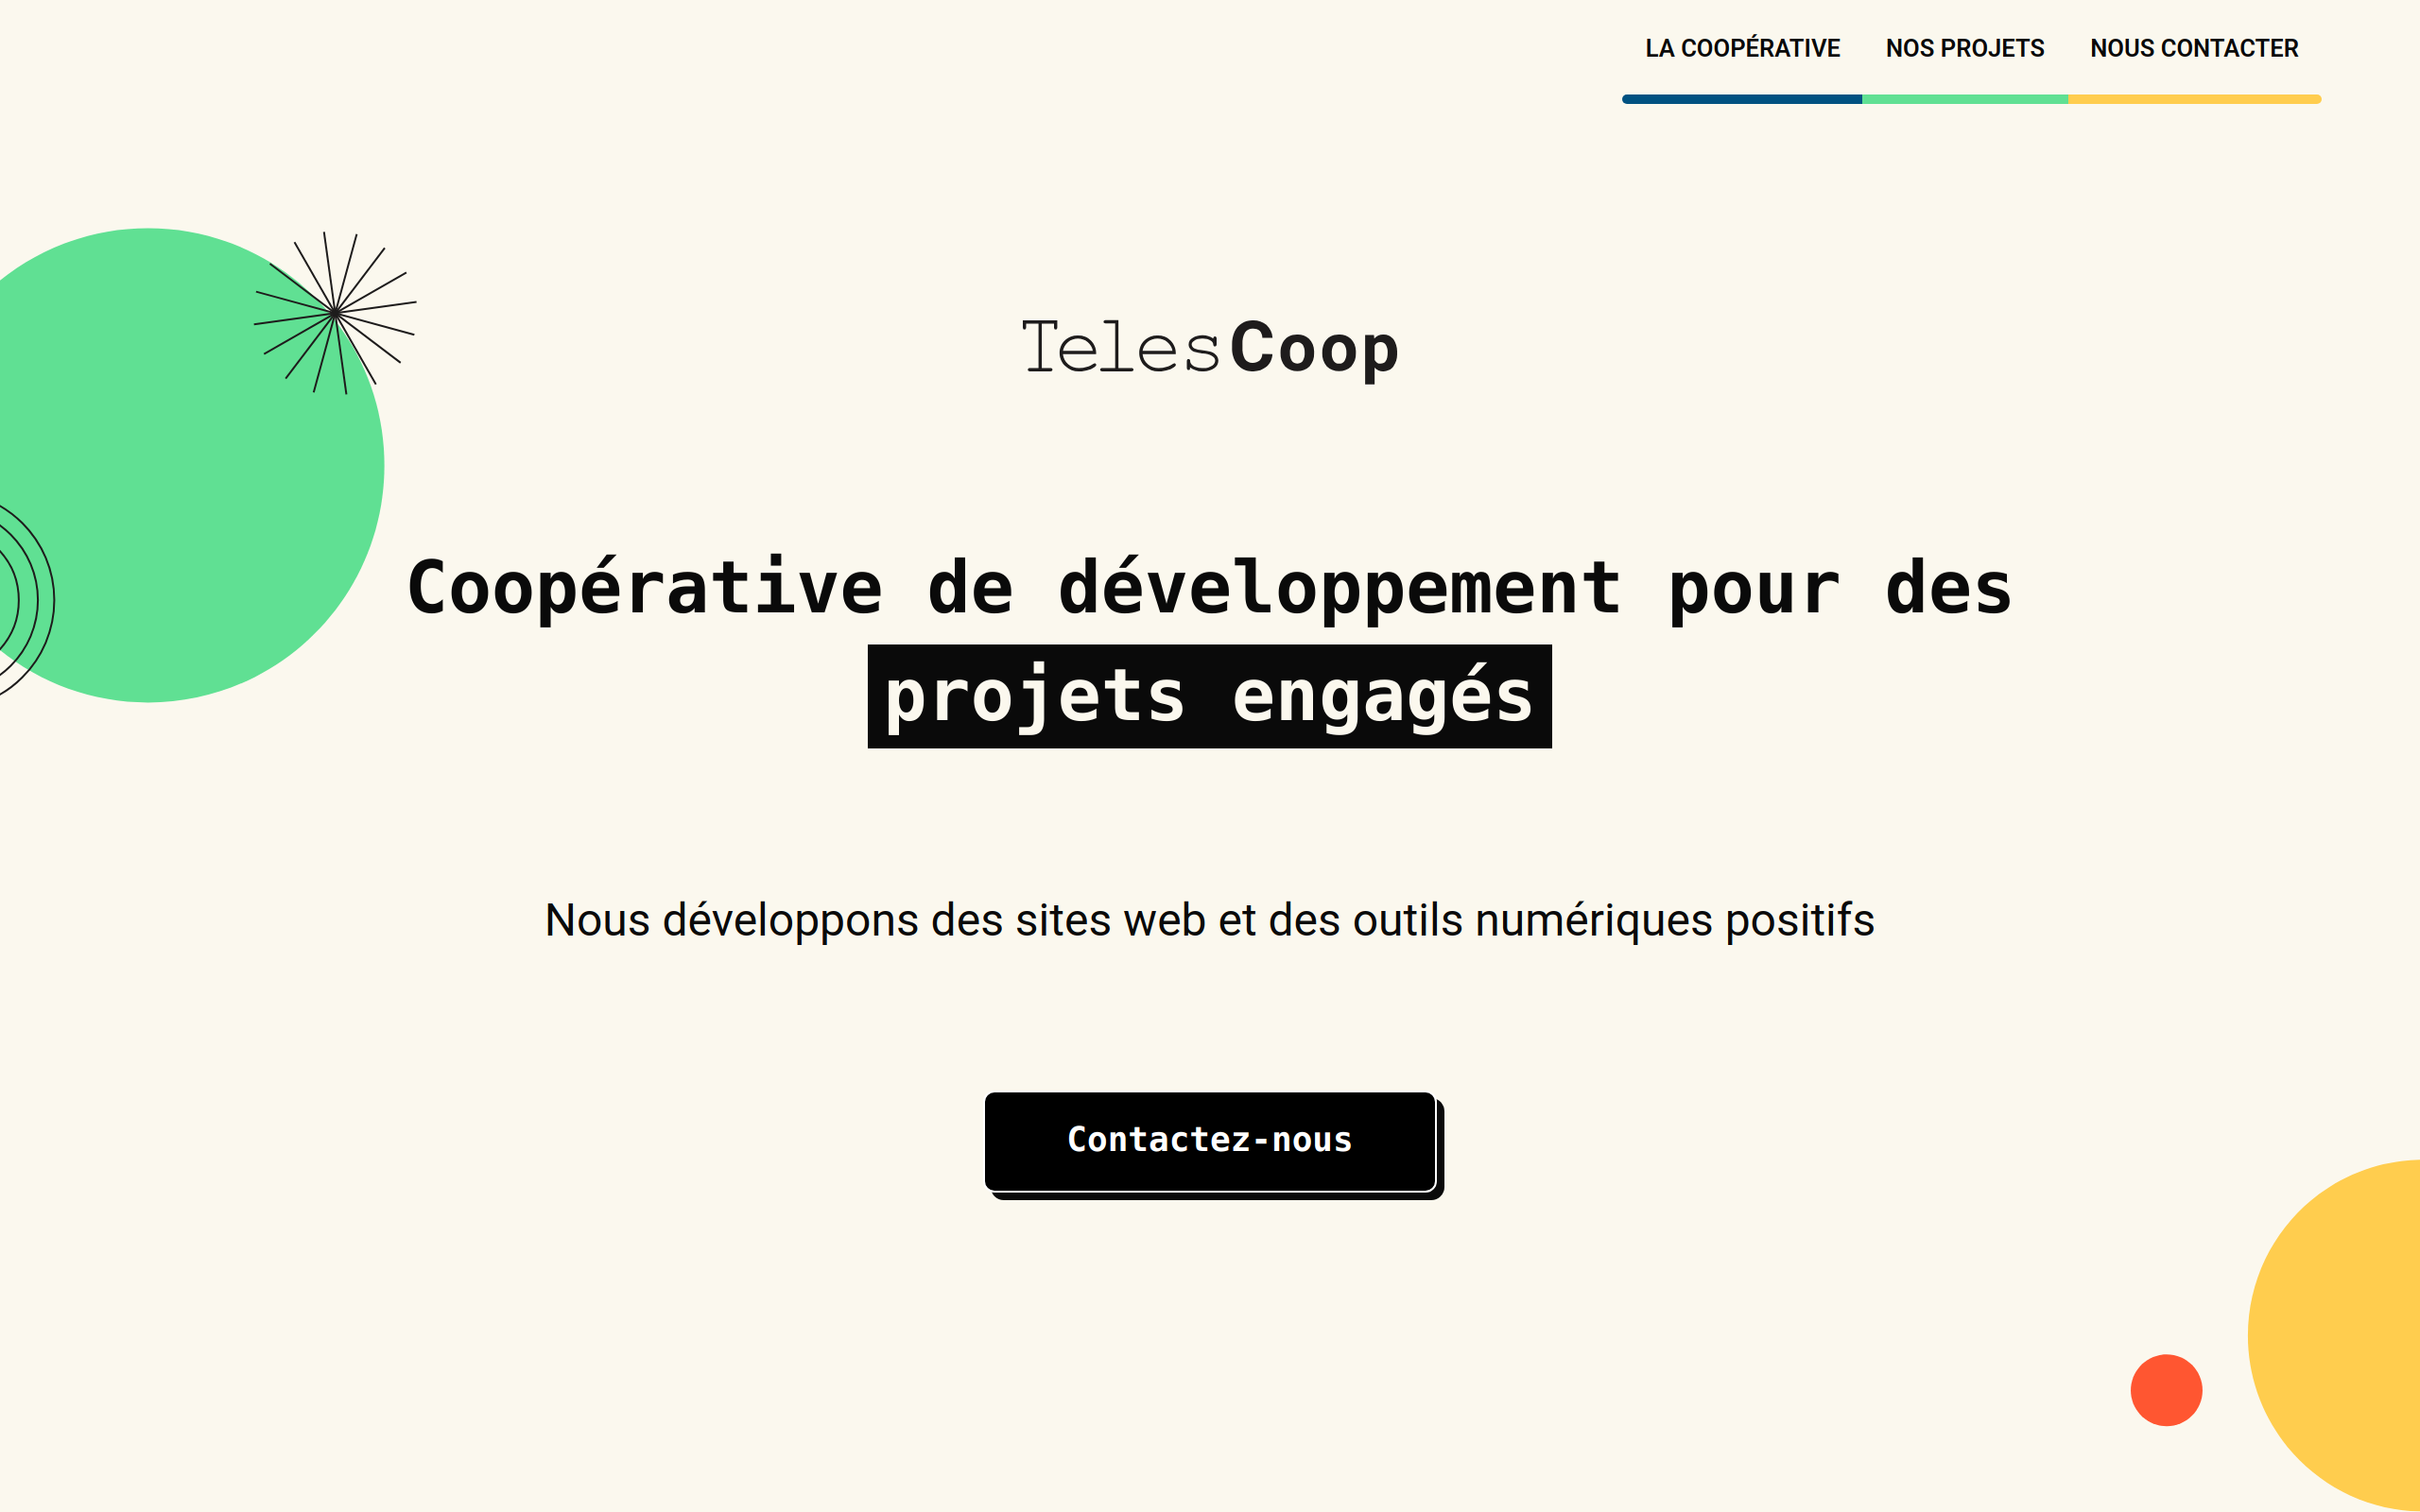 LA COOPÉRATIVE NOS PROJETS NOUS CONTACTER
TelesCoop
Coopérative de développement pour des
projets engagés
Nous développons des sites web et des outils numériques positifs
Contactez-nous